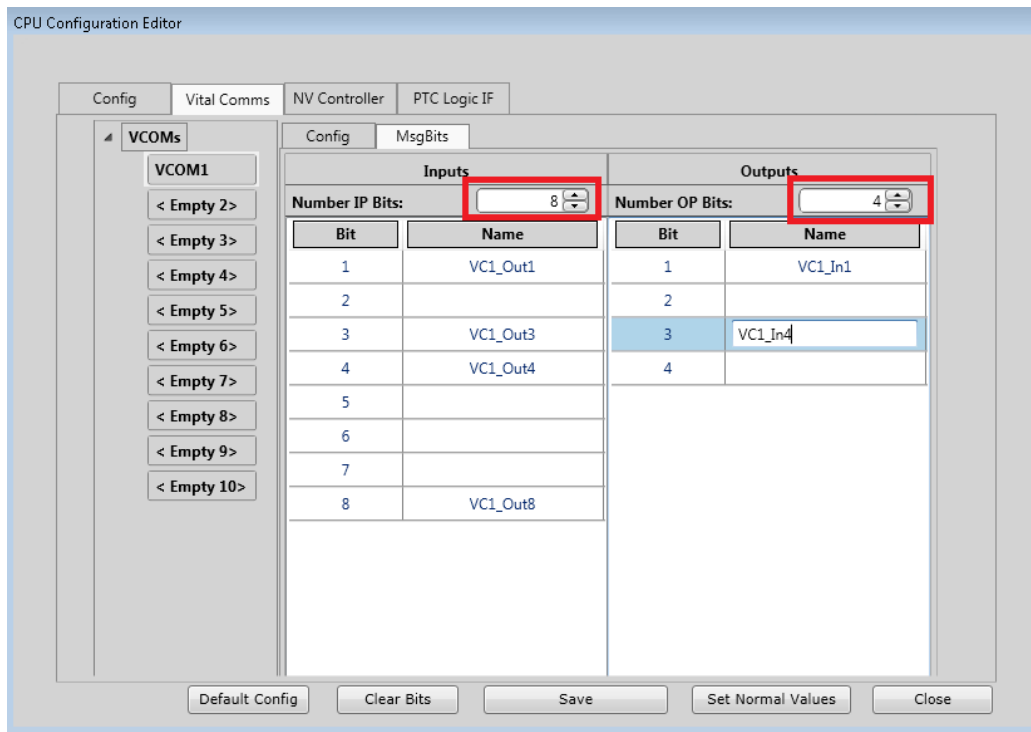 CPU Configuration Editor
Config Vital Comms NV Controller PTC Logic IF
VCOMs
VCOM1
< Empty 2>
< Empty 3>
< Empty 4>
< Empty 5>
< Empty 6>
< Empty 7>
< Empty 8>
< Empty 9>
< Empty 10>
Config MsgBits
Inputs Outputs
Number IP Bits: 8 Number OP Bits: 4
Bit Name Bit Name
1 VC1_Out1 1 VC1_In1
2 2
3 VC1_Out3 3 VC1_In4
4 VC1_Out4 4
5
6
7
8 VC1_Out8
Default Config Clear Bits Save Set Normal Values Close